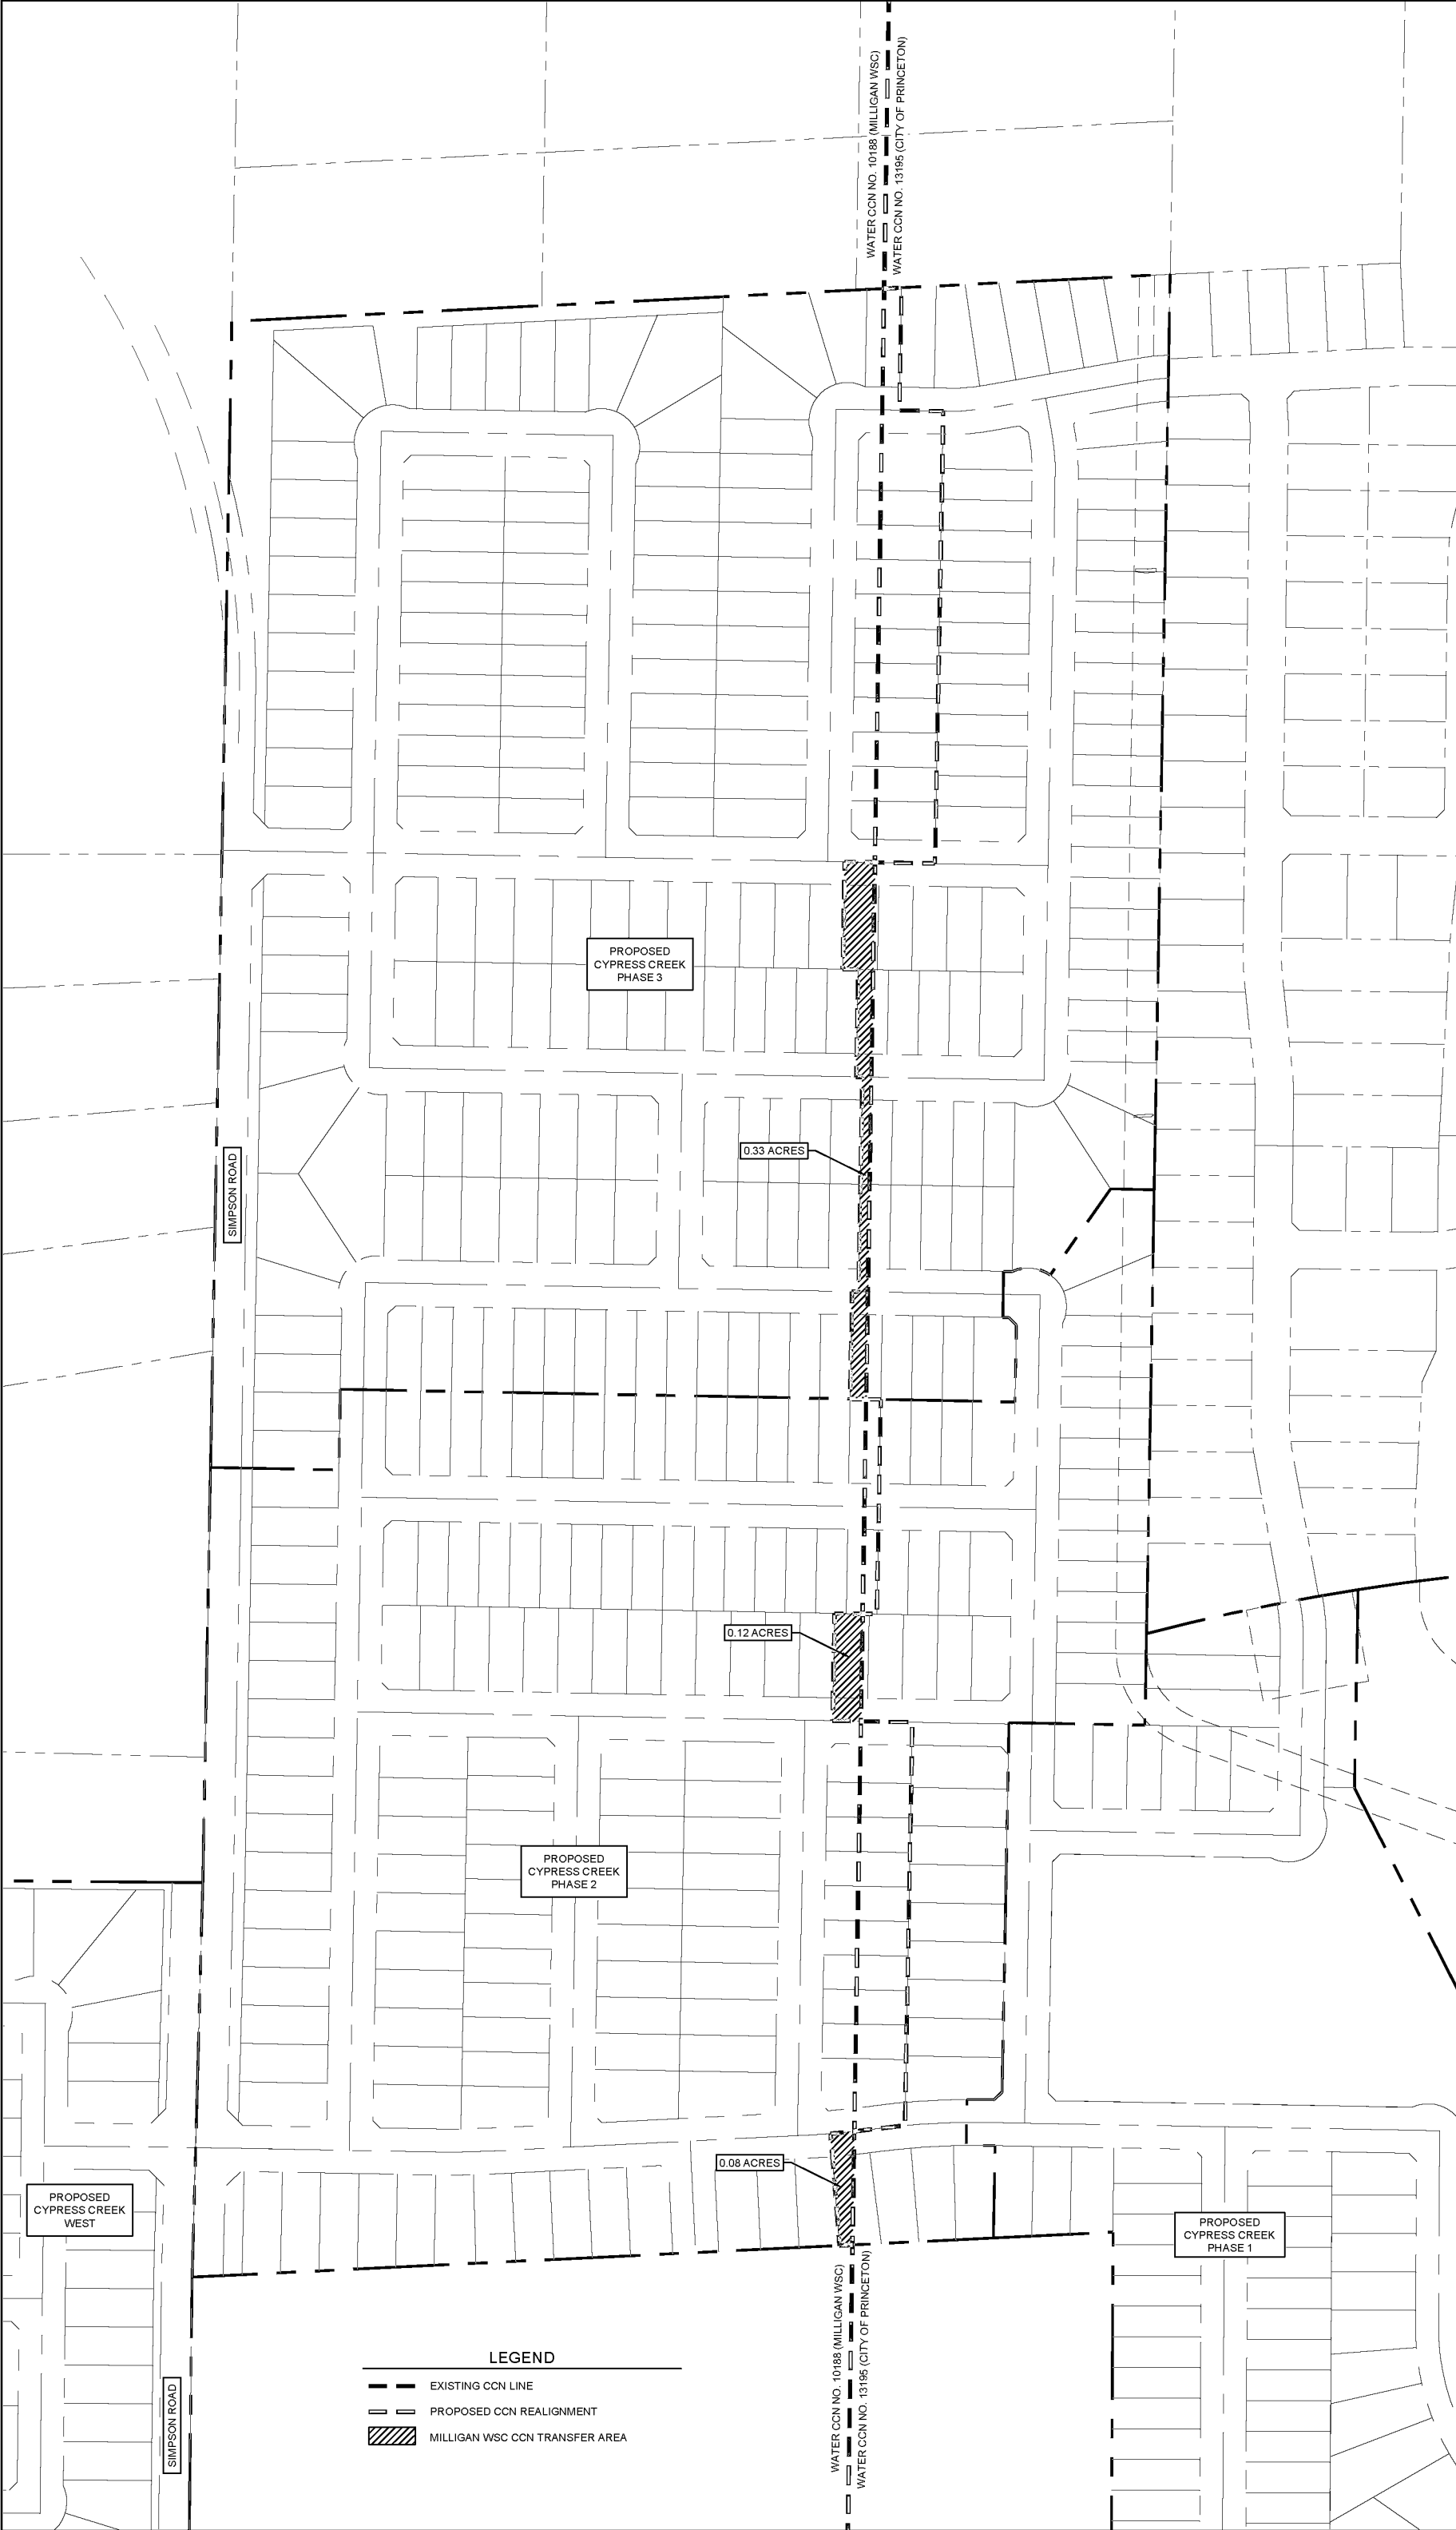 WATER CCN NO. 10188 (MILLIGAN WSC)
WATER CCN NO. 13195 (CITY OF PRINCETON)
PROPOSED
CYPRESS CREEK
PHASE 3
0.33 ACRES
SIMPSON ROAD
0.12 ACRES
PROPOSED
CYPRESS CREEK
PHASE 2
0.08 ACRES
PROPOSED
CYPRESS CREEK
WEST
PROPOSED
CYPRESS CREEK
PHASE 1
WATER CCN NO. 10188 (MILLIGAN WSC)
WATER CCN NO. 13195 (CITY OF PRINCETON)
SIMPSON ROAD
LEGEND
EXISTING CCN LINE
PROPOSED CCN REALIGNMENT
MILLIGAN WSC CCN TRANSFER AREA